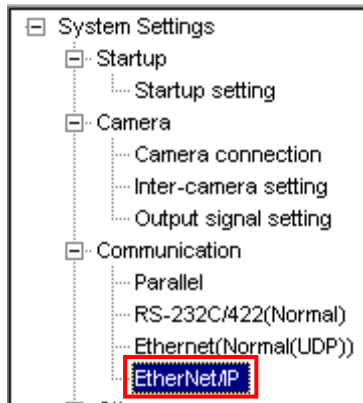 System Settings
Startup
Startup setting
Camera
Camera connection
Inter-camera setting
Output signal setting
Communication
Parallel
RS-232C/422(Normal)
Ethernet(Normal(UDP))
EtherNet/IP